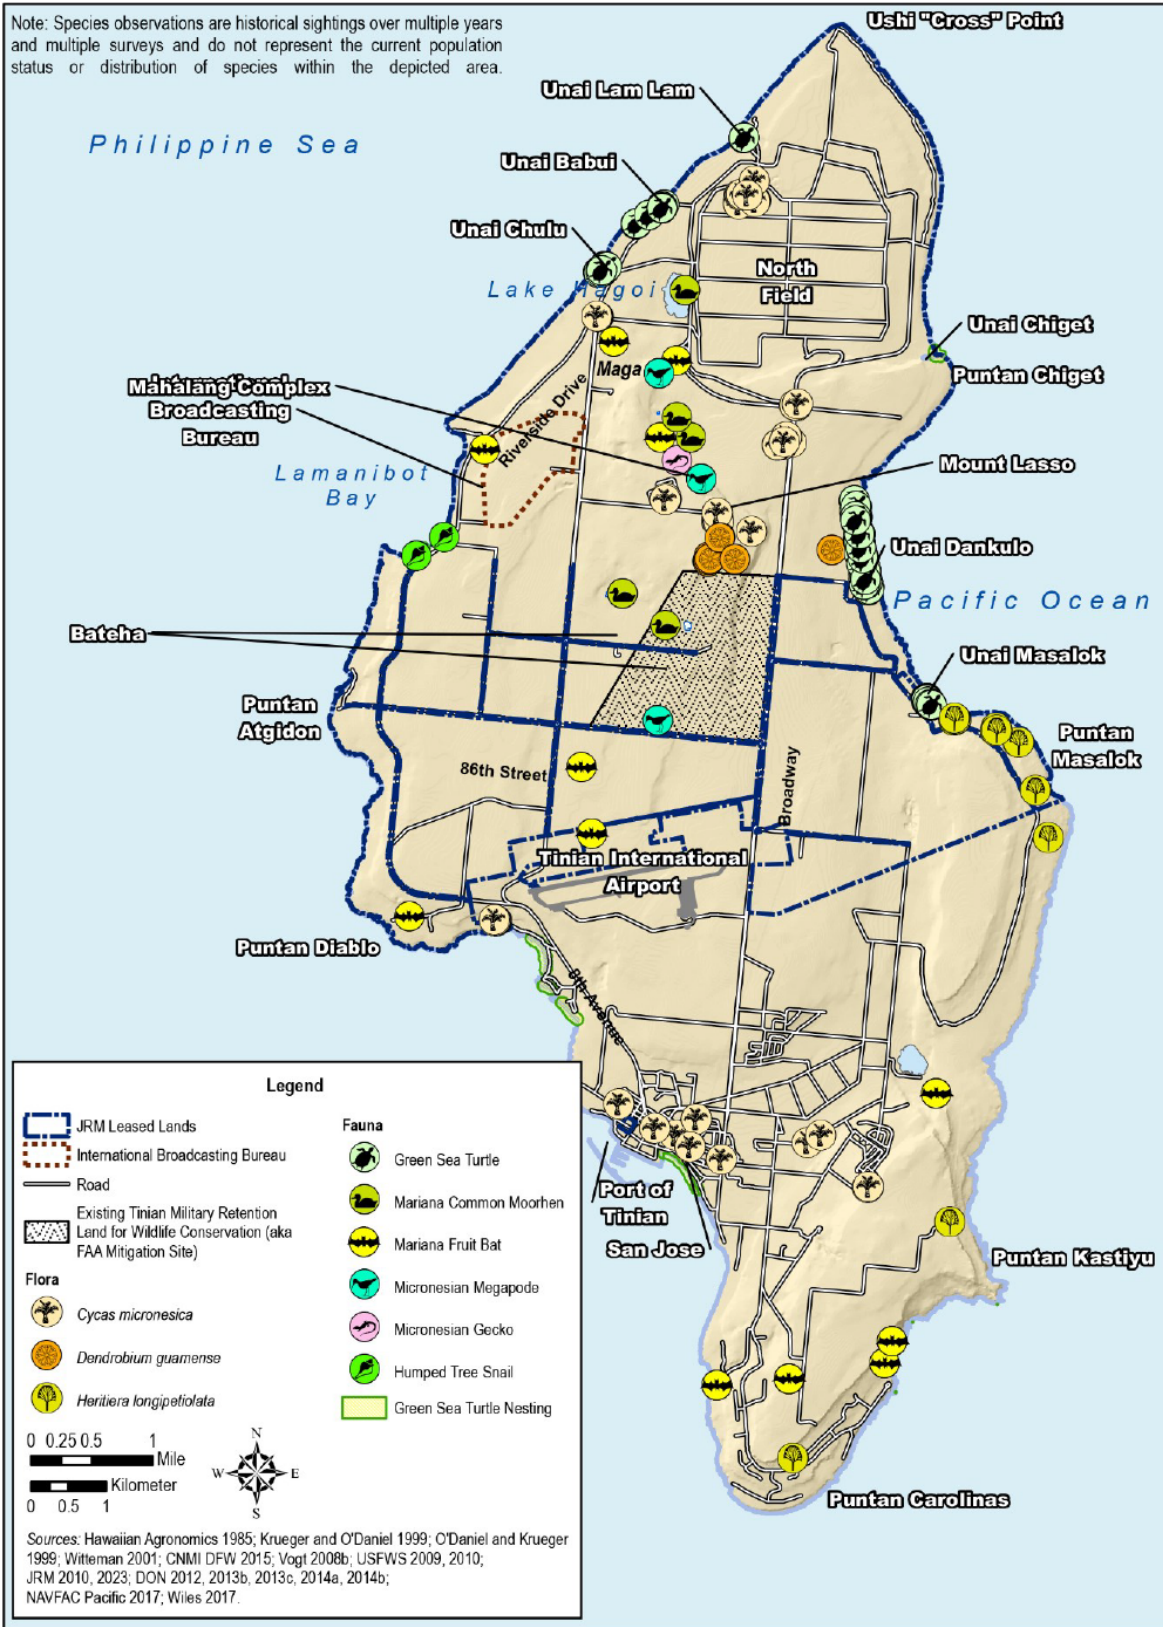 Note: Species observations are historical sightings over multiple years
and multiple surveys and do not represent the current population
status or distribution of species within the depicted area.
Ushi "Cross" Point
Unai Lam Lam
Philippine Sea
Unai Babui
Unai Chulu
North
Field
Lake Hagoi
Unai Chiget
Maga
Puntan Chiget
Mahalang Complex
Broadcasting
Bureau
Riverside Drive
Lamanibot
Bay
Mount Lasso
Unai Dankulo
Pacific Ocean
Bateha
Unai Masalok
Puntan
Atgidon
Puntan
Masalok
86th Street
Broadway
Tinian International
Airport
Puntan Diablo
8th Avenue
Port of
Tinian
San Jose
Puntan Kastiyu
Puntan Carolinas
Legend
JRM Leased Lands
International Broadcasting Bureau
Road
Existing Tinian Military Retention
Land for Wildlife Conservation (aka
FAA Mitigation Site)
Flora
Cycas micronesica
Dendrobium guamense
Heritiera longipetiolata
Fauna
Green Sea Turtle
Mariana Common Moorhen
Mariana Fruit Bat
Micronesian Megapode
Micronesian Gecko
Humped Tree Snail
Green Sea Turtle Nesting
0 0.25 0.5 1
Mile
Kilometer
0 0.5 1
N
W E
S
Sources: Hawaiian Agronomics 1985; Krueger and O'Daniel 1999; O'Daniel and Krueger
1999; Witteman 2001; CNMI DFW 2015; Vogt 2008b; USFWS 2009, 2010;
JRM 2010, 2023; DON 2012, 2013b, 2013c, 2014a, 2014b;
NAVFAC Pacific 2017; Wiles 2017.